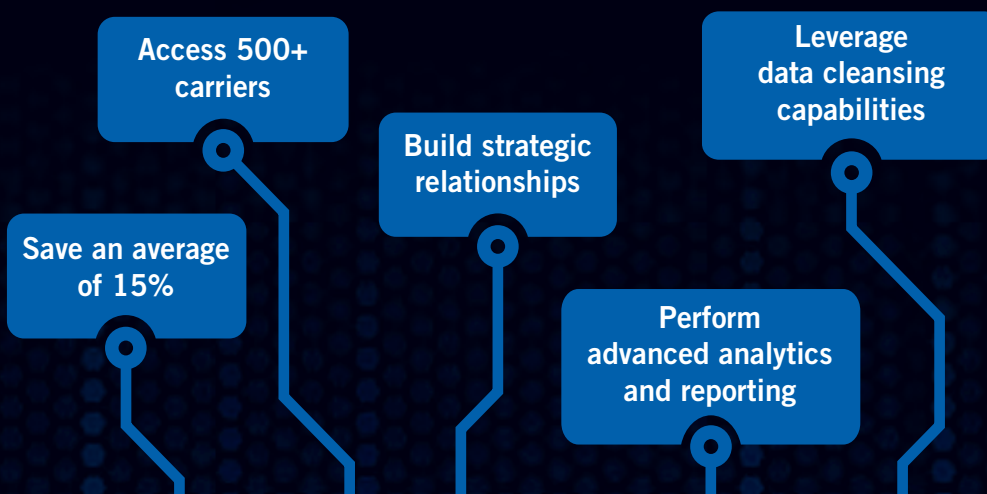 Access 500+
carriers
Leverage
data cleansing
capabilities
Build strategic
relationships
Save an average
of 15%
Perform
advanced analytics
and reporting